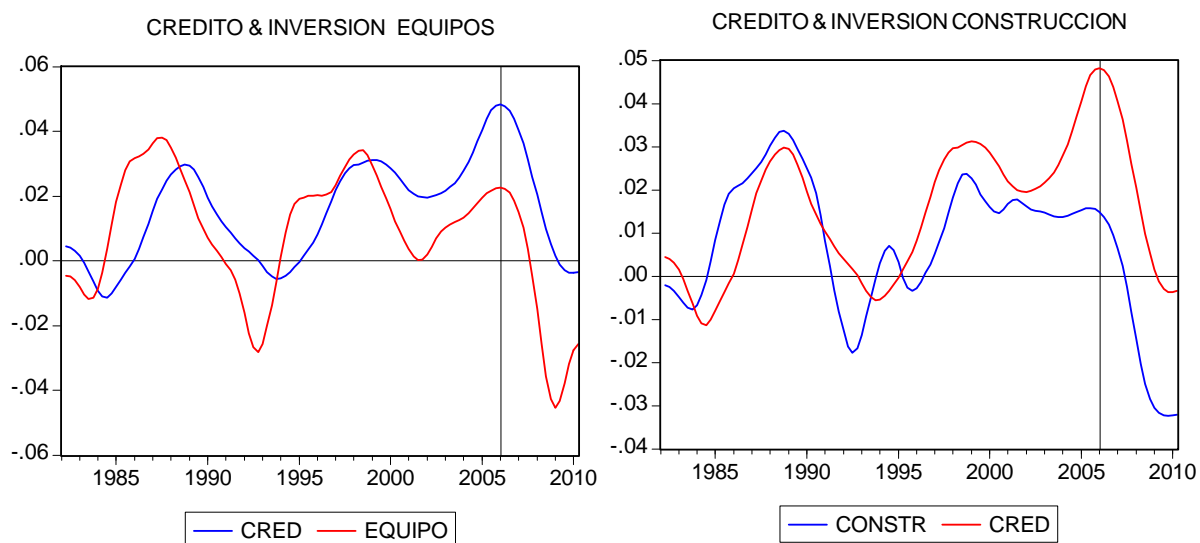 CREDITO & INVERSION EQUIPOS
.06
.04
.02
.00
-.02
-.04
-.06
1985 1990 1995 2000 2005 2010
CRED EQUIPO
CREDITO & INVERSION CONSTRUCCION
.05
.04
.03
.02
.01
.00
-.01
-.02
-.03
-.04
1985 1990 1995 2000 2005 2010
CONSTR CRED